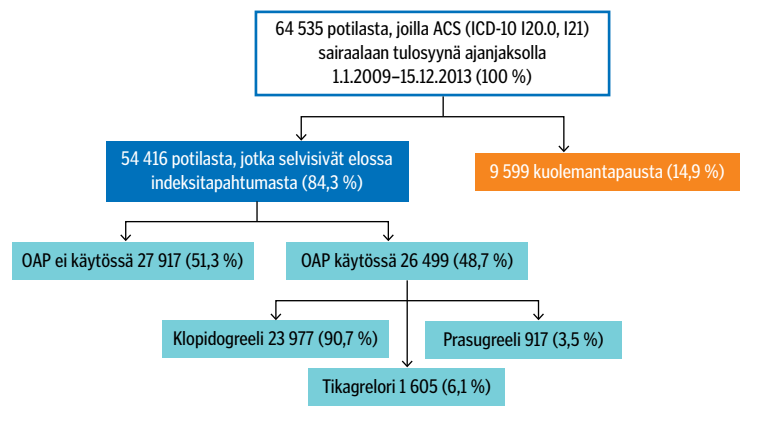 64 535 potilasta, joilla ACS (ICD-10 I20.0, I21)
sairaalaan tulosyynä ajanjaksolla
1.1.2009–15.12.2013 (100 %)
54 416 potilasta, jotka selvisivät elossa
indeksitapahtumasta (84,3 %)
9 599 kuolemantapausta (14,9 %)
OAP ei käytössä 27 917 (51,3 %)
OAP käytössä 26 499 (48,7 %)
Klopidogreeli 23 977 (90,7 %)
Prasugreeli 917 (3,5 %)
Tikagrelori 1 605 (6,1 %)